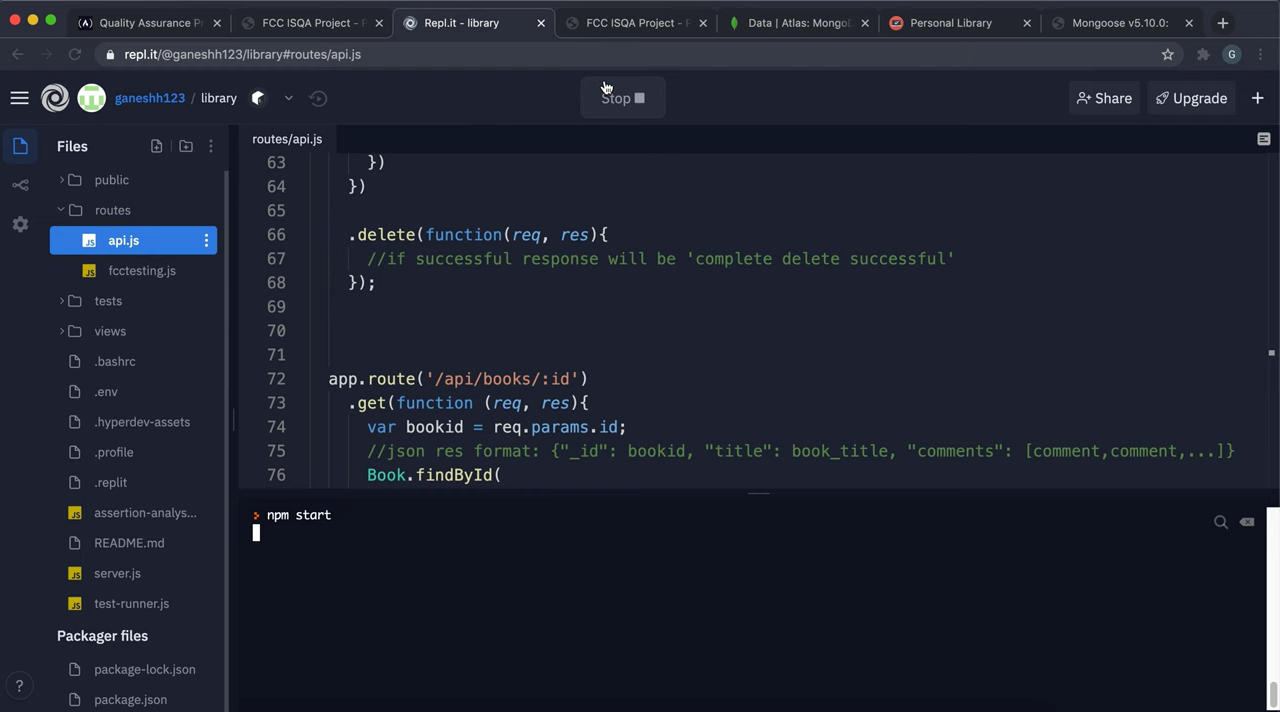 Quality Assurance P
FCC ISQA Project -
Repl.it - library
FCC ISQA Project - F
Data | Atlas: MongoD
Personal Library
Mongoose v5.10.0:
repl.it/@ganeshh123/library#routes/api.js
G
ganeshh123 / library
Stop
Share
Upgrade
Files
routes/api.js
public
routes
api.js
fcctesting.js
tests
views
.bashrc
.env
.hyperdev-assets
.profile
.replit
assertion-analys...
README.md
server.js
test-runner.js
Packager files
package-lock.json
package.json
?
63 })
64 })
65
66 .delete(function(req, res){
67 //if successful response will be 'complete delete successful'
68 });
69
70
71
72 app.route('/api/books/:id')
73 .get(function (req, res){
74 var bookid = req.params.id;
75 //json res format: {"_id": bookid, "title": book_title, "comments": [comment,comment,...]}
76 Book.findById(
npm start